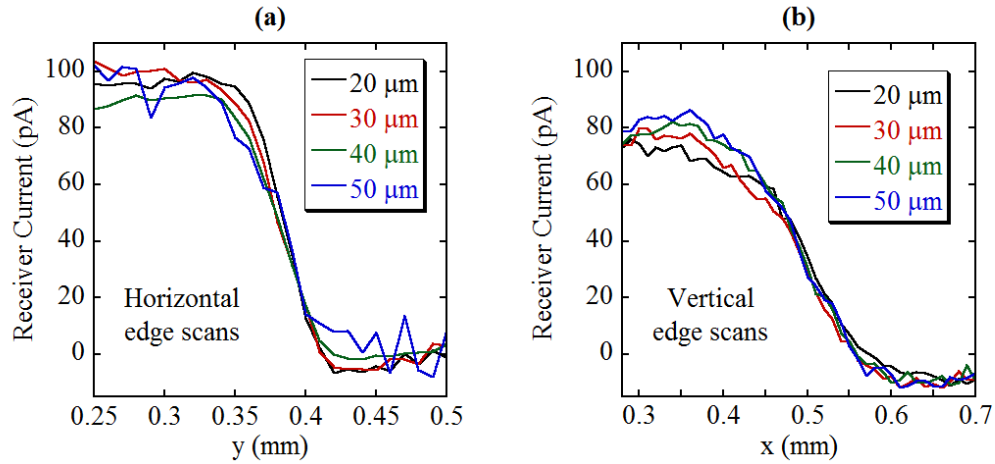 (a)
Receiver Current (pA)
100
80
60
40
20
0
20 μm
30 μm
40 μm
50 μm
Horizontal
edge scans
0.25
0.3
0.35
0.4
0.45
0.5
y (mm)
(b)
Receiver Current (pA)
100
80
60
40
20
0
20 μm
30 μm
40 μm
50 μm
Vertical
edge scans
0.3
0.4
0.5
0.6
0.7
x (mm)